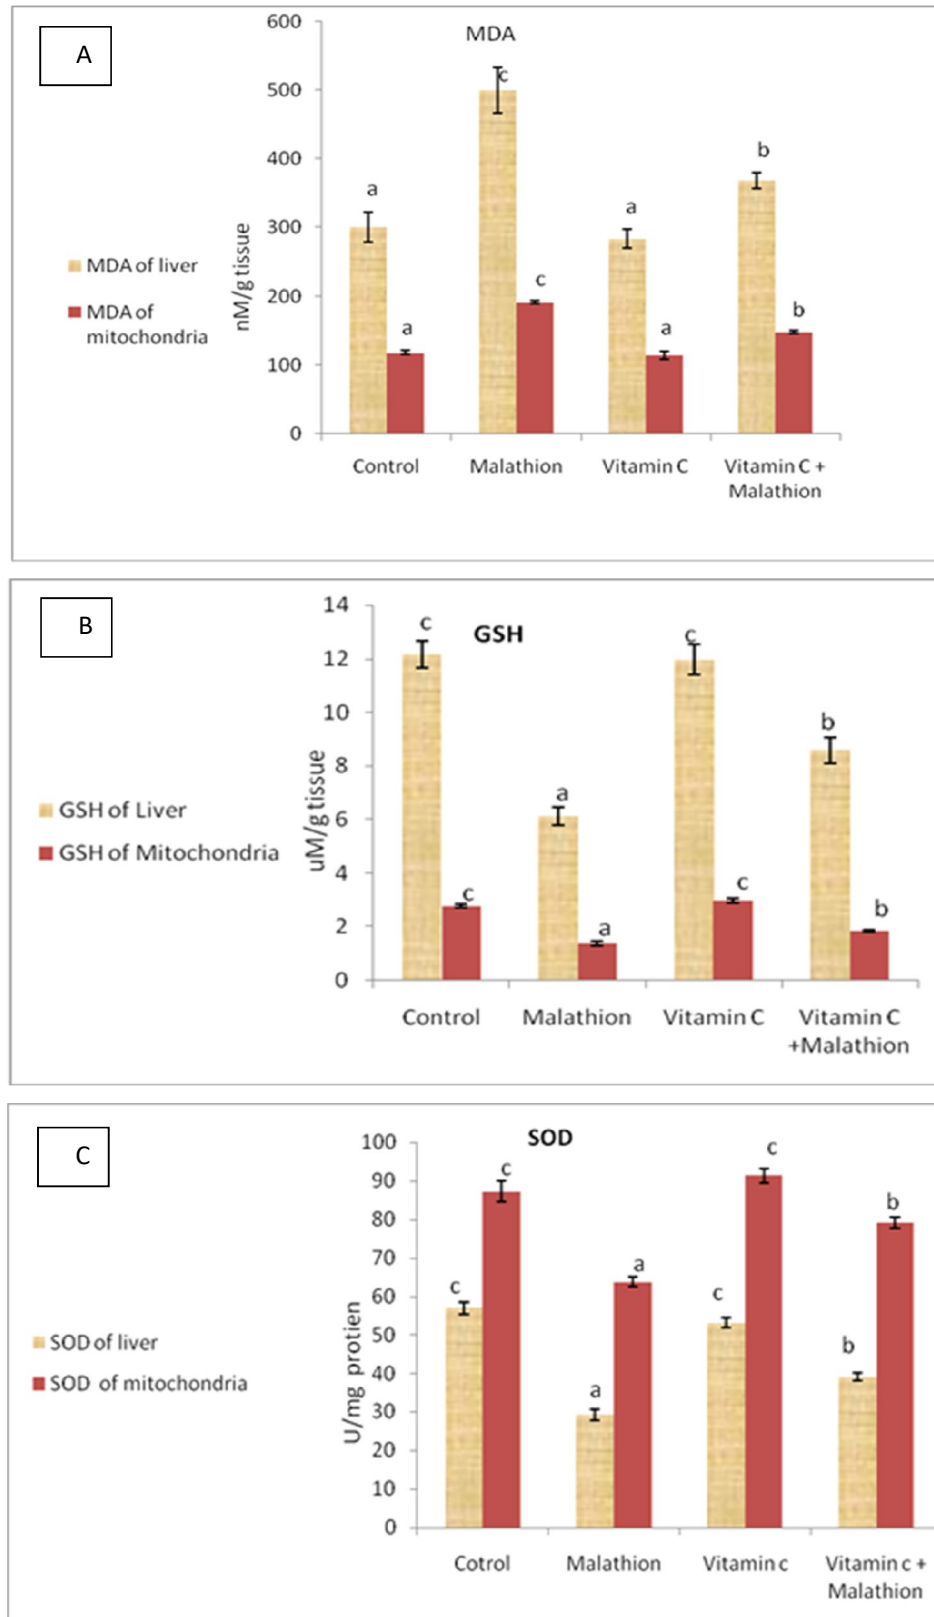 A
MDA
600
500
400
300
200
100
0
nM/g tissue
c
a
b
a
c
a
a
b
MDA of liver
MDA of
mitochondria
Control
Malathion
Vitamin C
Vitamin C +
Malathion
B
GSH
14
12
10
8
6
4
2
0
uM/g tissue
c
c
b
a
c
c
a
b
GSH of Liver
GSH of Mitochondria
Control
Malathion
Vitamin C
Vitamin C
+Malathion
C
SOD
100
90
80
70
60
50
40
30
20
10
0
U/mg protien
c
c
b
a
c
c
b
a
SOD of liver
SOD of mitochondria
Cotrol
Malathion
Vitamin c
Vitamin c +
Malathion